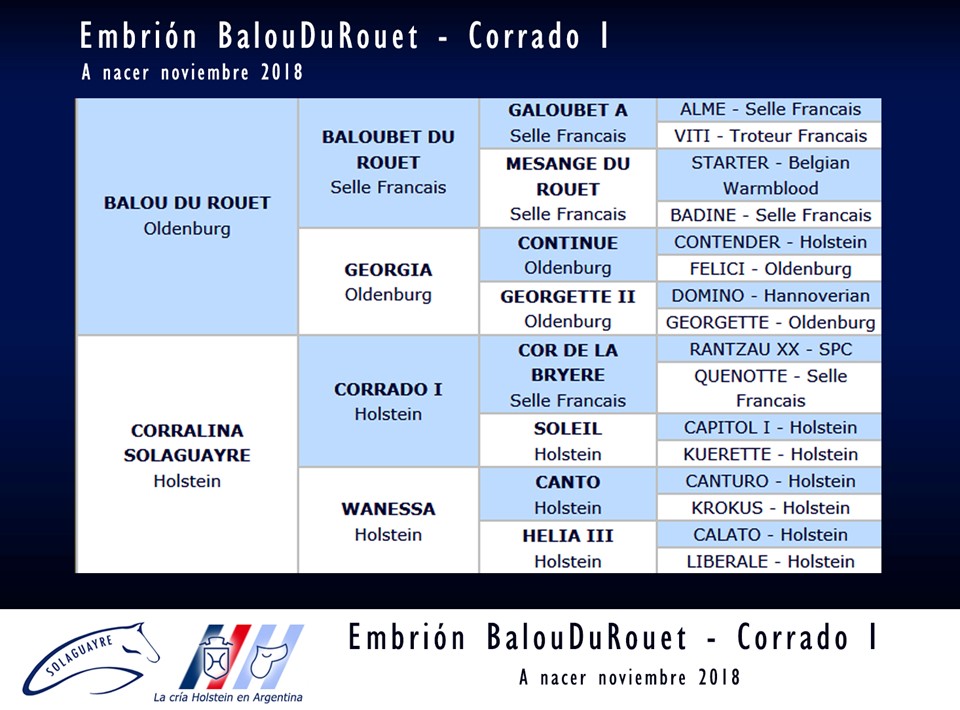 Embrión BalouDuRouet - Corrado I
A nacer noviembre 2018
BALOU DU ROUET
Oldenburg
BALOUBET DU
ROUET
Selle Francais
GALOUBET A
Selle Francais
ALME - Selle Francais
VITI - Troteur Francais
MESANGE DU
ROUET
Selle Francais
STARTER - Belgian
Warmblood
BADINE - Selle Francais
GEORGIA
Oldenburg
CONTINUE
Oldenburg
CONTENDER - Holstein
FELICI - Oldenburg
GEORGETTE II
Oldenburg
DOMINO - Hannoverian
GEORGETTE - Oldenburg
CORRALINA
SOLAGUAYRE
Holstein
CORRADO I
Holstein
COR DE LA
BRYERE
Selle Francais
RANTZAU XX - SPC
QUENOTTE - Selle
Francais
SOLEIL
Holstein
CAPITOL I - Holstein
KUERETTE - Holstein
WANESSA
Holstein
CANTO
Holstein
CANTURO - Holstein
KROKUS - Holstein
HELIA III
Holstein
CALATO - Holstein
LIBERALE - Holstein
SOLAGUAYRE
La cría Holstein en Argentina
Embrión BalouDuRouet - Corrado I
A nacer noviembre 2018